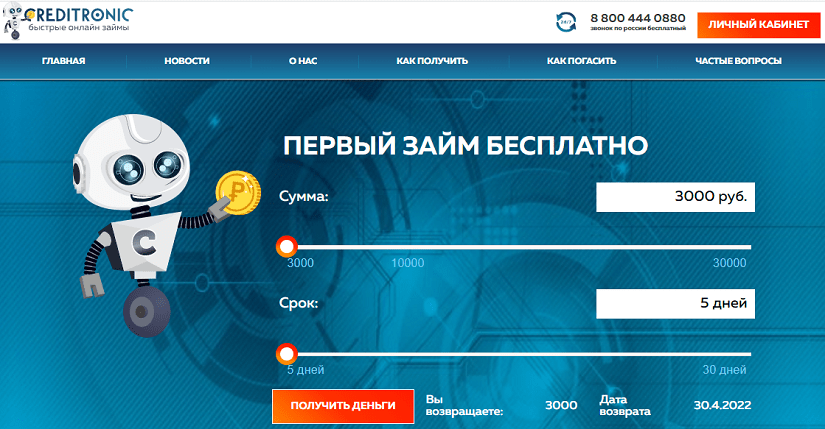 CREDITRONIC
быстрые онлайн займы
24/7
8 800 444 0880
звонок по россии бесплатный
ЛИЧНЫЙ КАБИНЕТ
ГЛАВНАЯ НОВОСТИ О НАС КАК ПОЛУЧИТЬ КАК ПОГАСИТЬ ЧАСТЫЕ ВОПРОСЫ
ПЕРВЫЙ ЗАЙМ БЕСПЛАТНО
₽
C
Сумма: 3000 руб.
3000 10000 30000
Срок: 5 дней
5 дней 30 дней
ПОЛУЧИТЬ ДЕНЬГИ
Вы
возвращаете:
3000
Дата
возврата
30.4.2022